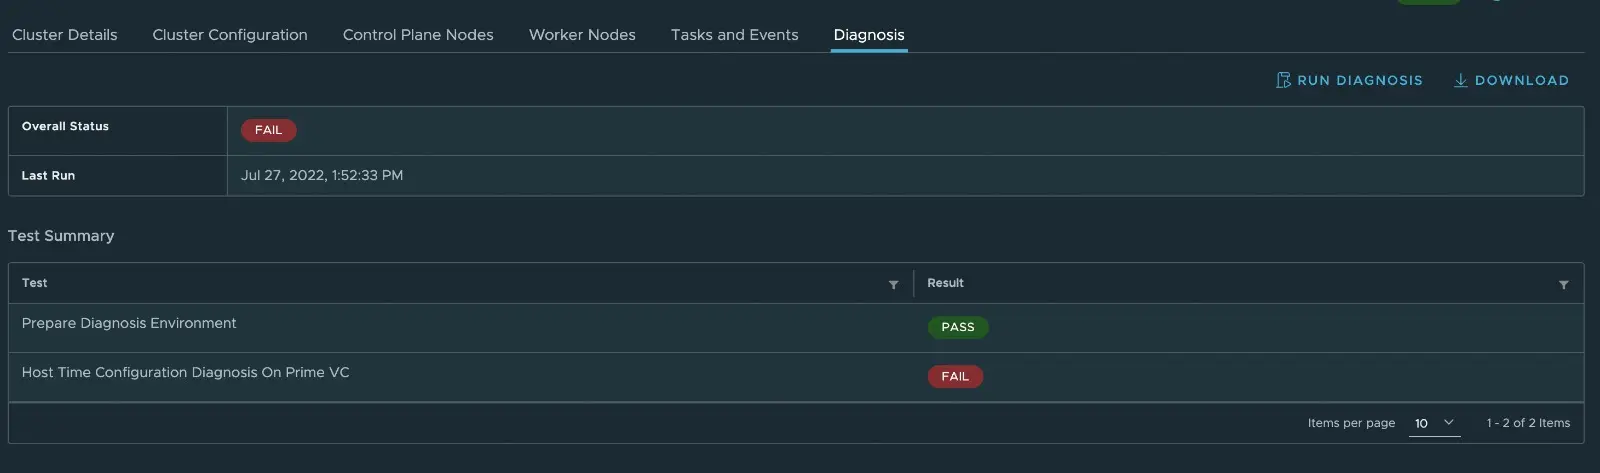 Cluster Details Cluster Configuration Control Plane Nodes Worker Nodes Tasks and Events Diagnosis
RUN DIAGNOSIS DOWNLOAD
Overall Status FAIL
Last Run Jul 27, 2022, 1:52:33 PM
Test Summary
Test Result
Prepare Diagnosis Environment PASS
Host Time Configuration Diagnosis On Prime VC FAIL
Items per page 10 1 - 2 of 2 Items